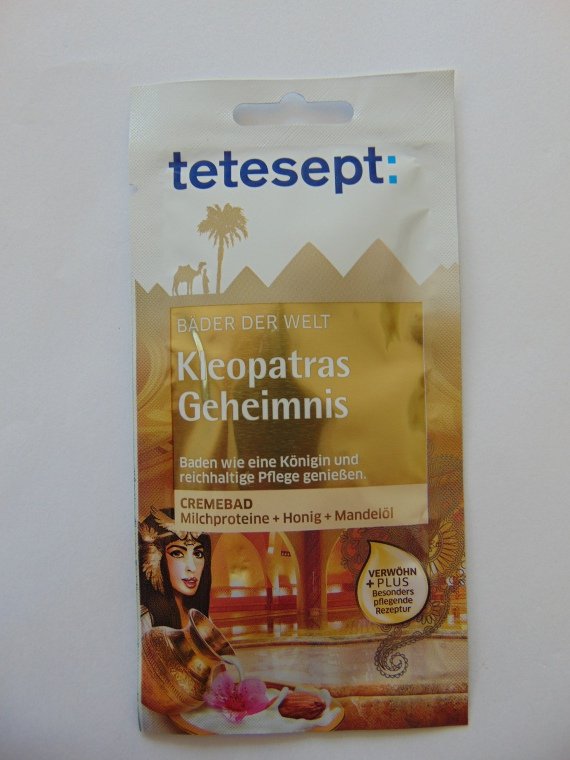 tetesept:
BÄDER DER WELT
Kleopatras
Geheimnis
Baden wie eine Königin und
reichhaltige Pflege genießen.
CREMEBAD
Milchproteine + Honig + Mandelöl
VERWÖHN
+PLUS
Besonders
pflegende
Rezeptur